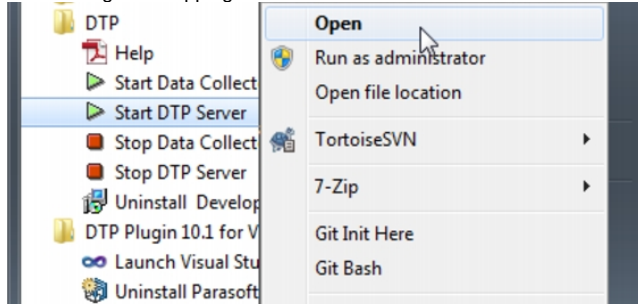 DTP
Help
Start Data Collect
Start DTP Server
Stop Data Collect
Stop DTP Server
Uninstall Develop
DTP Plugin 10.1 for V
Launch Visual Stu
Uninstall Parasoft
Open
Run as administrator
Open file location
TortoiseSVN
7-Zip
Git Init Here
Git Bash